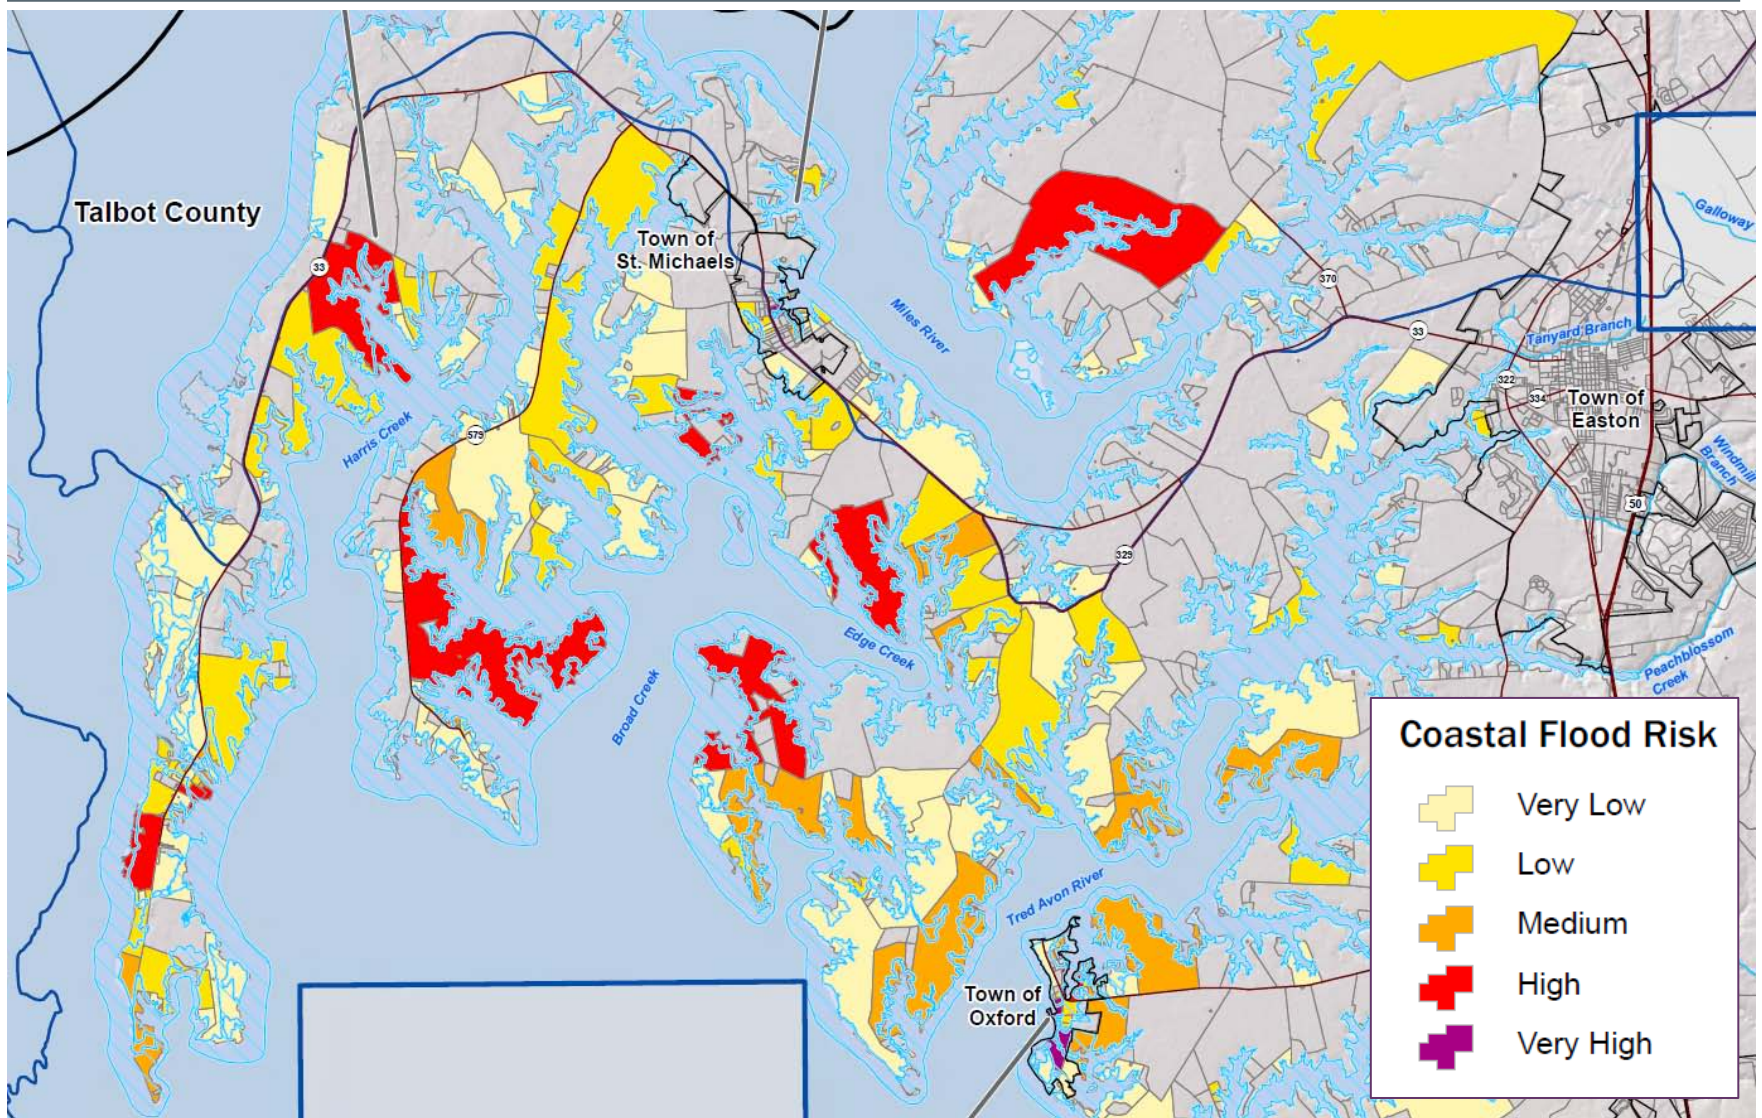 Talbot County
33
Town of
St. Michaels
Miles River
370
Galloway
33
Tanyard Branch
322
334
Town of
Easton
Harris Creek
579
Windmill
Branch
50
329
Edge Creek
Broad Creek
Peachblossom
Creek
Tred Avon River
Town of
Oxford
Coastal Flood Risk
Very Low
Low
Medium
High
Very High